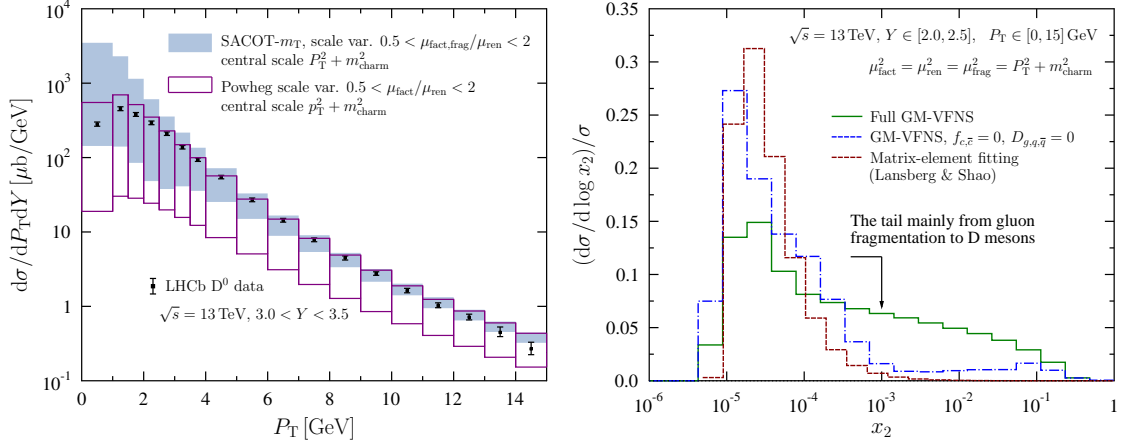 10^4
10^3
10^2
10
1
10^-1
dσ/dP_T dY [μb/GeV]
SACOT-m_T, scale var. 0.5 < μ_fact,frag/μ_ren < 2
central scale P_T^2 + m_charm^2
Powheg scale var. 0.5 < μ_fact/μ_ren < 2
central scale p_T^2 + m_charm^2
LHCb D^0 data
√s = 13 TeV, 3.0 < Y < 3.5
0 2 4 6 8 10 12 14
P_T [GeV]
0.35
0.30
0.25
0.20
0.15
0.10
0.05
0.0
(dσ/d log x_2)/σ
√s = 13 TeV, Y ∈ [2.0, 2.5], P_T ∈ [0, 15] GeV
μ_fact^2 = μ_ren^2 = μ_frag^2 = P_T^2 + m_charm^2
Full GM-VFNS
GM-VFNS, f_c,c̄ = 0, D_g,q,q̄ = 0
Matrix-element fitting
(Lansberg & Shao)
The tail mainly from gluon
fragmentation to D mesons
10^-6 10^-5 10^-4 10^-3 10^-2 10^-1 1
x_2